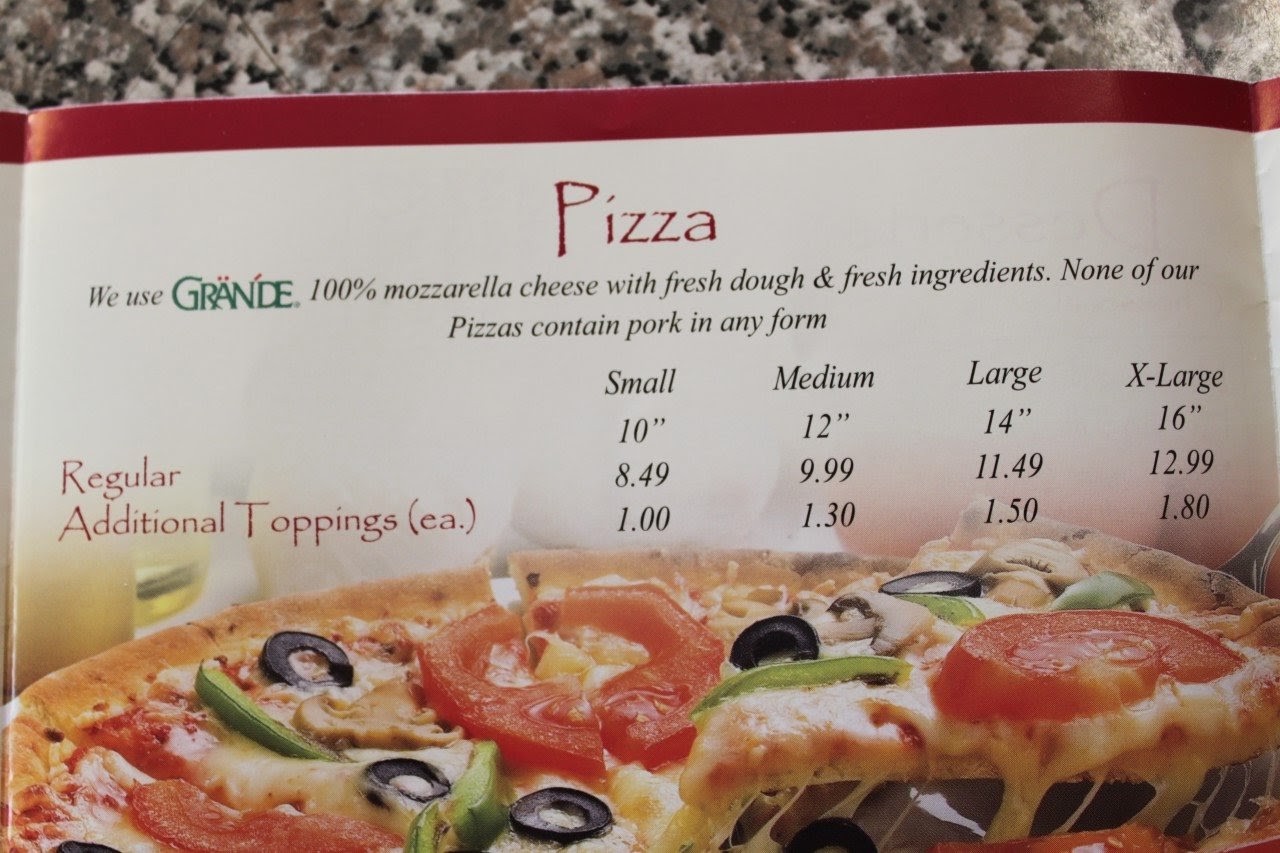 Pizza
We use GRÄNDE® 100% mozzarella cheese with fresh dough & fresh ingredients. None of our
Pizzas contain pork in any form
Small Medium Large X-Large
10” 12” 14” 16”
Regular 8.49 9.99 11.49 12.99
Additional Toppings (ea.) 1.00 1.30 1.50 1.80